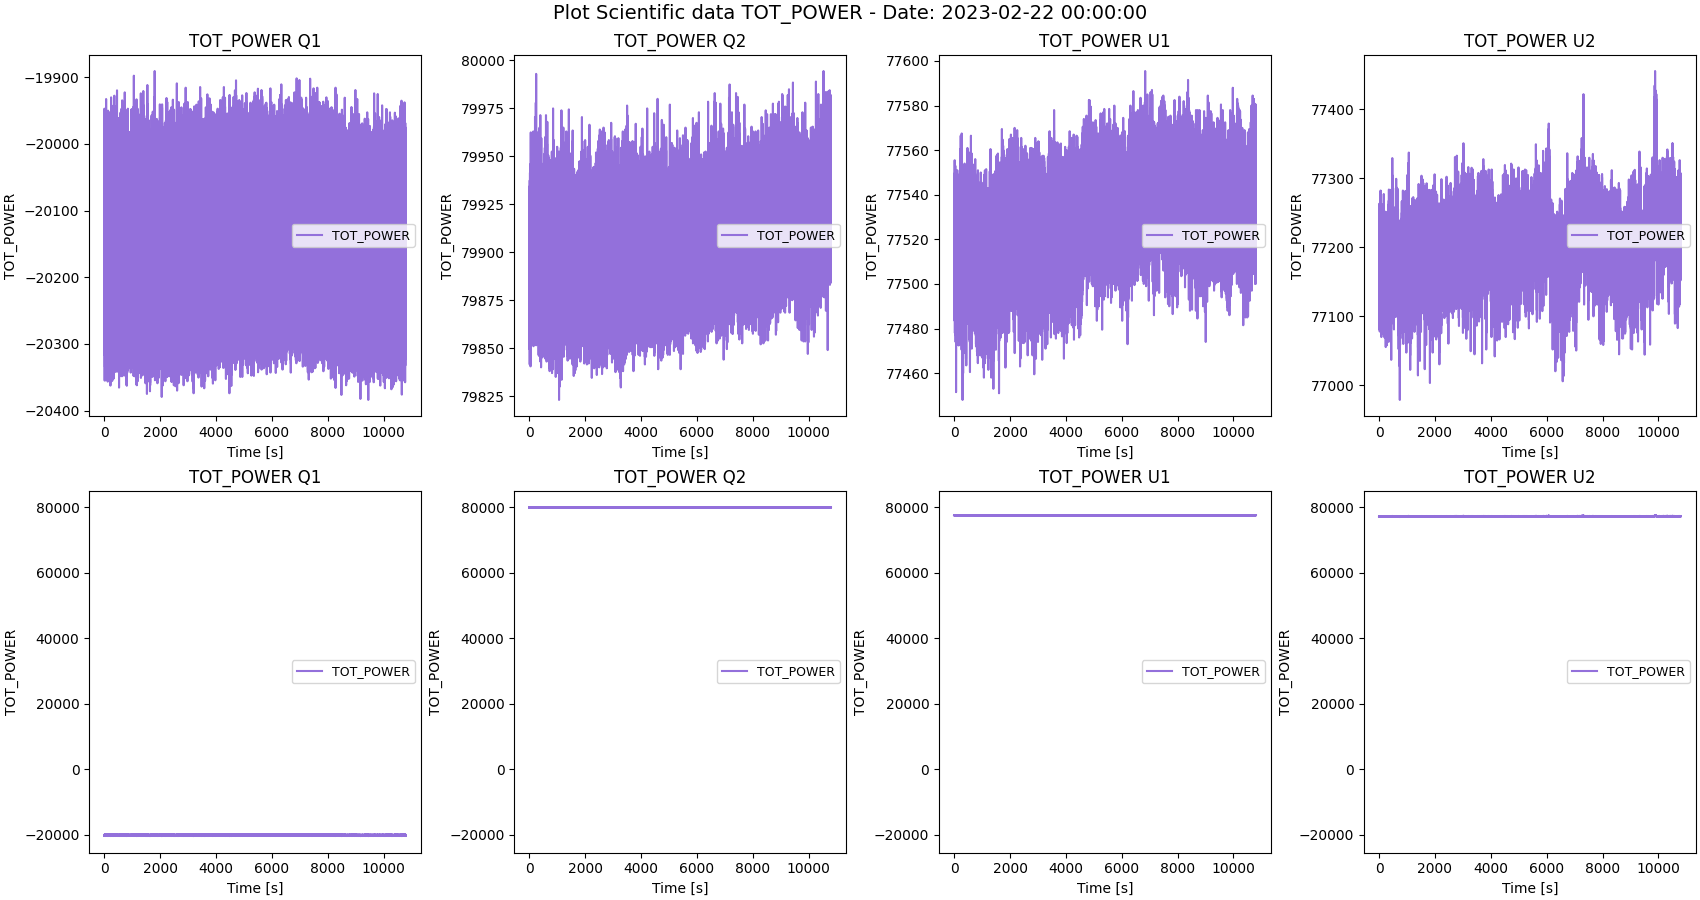 Plot Scientific data TOT_POWER - Date: 2023-02-22 00:00:00
TOT_POWER Q1
TOT_POWER
−19900
−20000
−20100
−20200
−20300
−20400
TOT_POWER
0 2000 4000 6000 8000 10000
Time [s]
TOT_POWER Q2
TOT_POWER
80000
79975
79950
79925
79900
79875
79850
79825
TOT_POWER
0 2000 4000 6000 8000 10000
Time [s]
TOT_POWER U1
TOT_POWER
77600
77580
77560
77540
77520
77500
77480
77460
TOT_POWER
0 2000 4000 6000 8000 10000
Time [s]
TOT_POWER U2
TOT_POWER
77400
77300
77200
77100
77000
TOT_POWER
0 2000 4000 6000 8000 10000
Time [s]
TOT_POWER Q1
TOT_POWER
80000
60000
40000
20000
0
−20000
TOT_POWER
0 2000 4000 6000 8000 10000
Time [s]
TOT_POWER Q2
TOT_POWER
80000
60000
40000
20000
0
−20000
TOT_POWER
0 2000 4000 6000 8000 10000
Time [s]
TOT_POWER U1
TOT_POWER
80000
60000
40000
20000
0
−20000
TOT_POWER
0 2000 4000 6000 8000 10000
Time [s]
TOT_POWER U2
TOT_POWER
80000
60000
40000
20000
0
−20000
TOT_POWER
0 2000 4000 6000 8000 10000
Time [s]